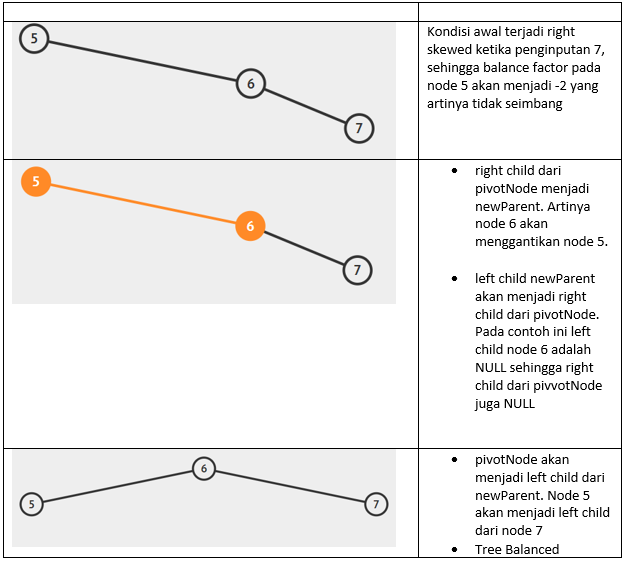 5
6
7
Kondisi awal terjadi right
skewed ketika penginputan 7,
sehingga balance factor pada
node 5 akan menjadi -2 yang
artinya tidak seimbang
5
6
7
• right child dari
pivotNode menjadi
newParent. Artinya
node 6 akan
menggantikan node 5.
• left child newParent
akan menjadi right
child dari pivotNode.
Pada contoh ini left
child node 6 adalah
NULL sehingga right
child dari pivvotNode
juga NULL
6
5
7
• pivotNode akan
menjadi left child dari
newParent. Node 5
akan menjadi left child
dari node 7
• Tree Balanced